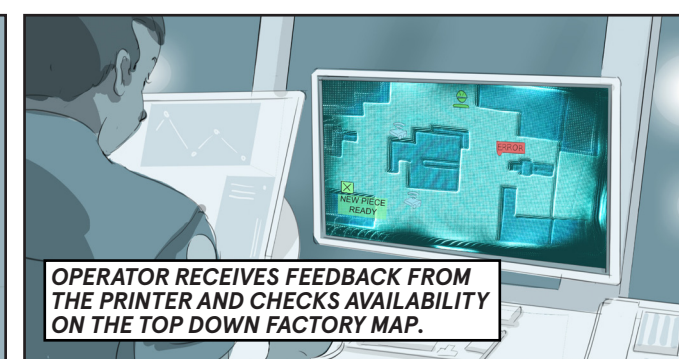 ERROR
NEW PIECE
READY
OPERATOR RECEIVES FEEDBACK FROM
THE PRINTER AND CHECKS AVAILABILITY
ON THE TOP DOWN FACTORY MAP.